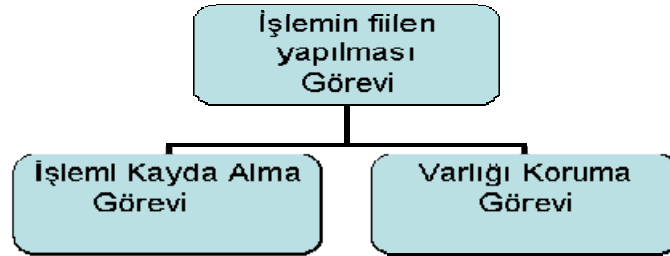 İşlemin fiilen
yapılması
Görevi
İşlemİ Kayda Alma
Görevi
Varlığı Koruma
Görevi